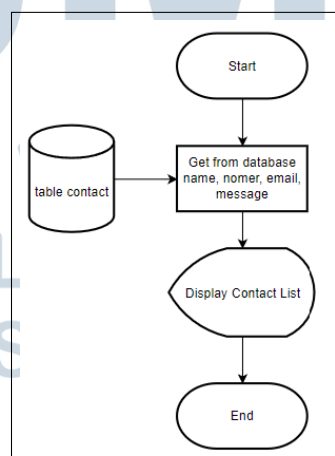 Start
Get from database
name, nomer, email,
message
table contact
Display Contact List
End